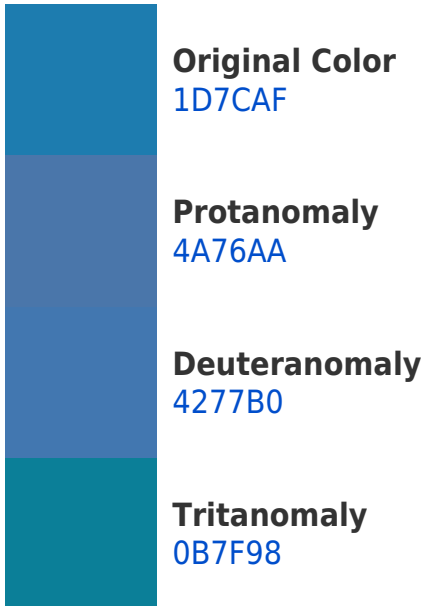 Original Color
1D7CAF
Protanomaly
4A76AA
Deuteranomaly
4277B0
Tritanomaly
0B7F98